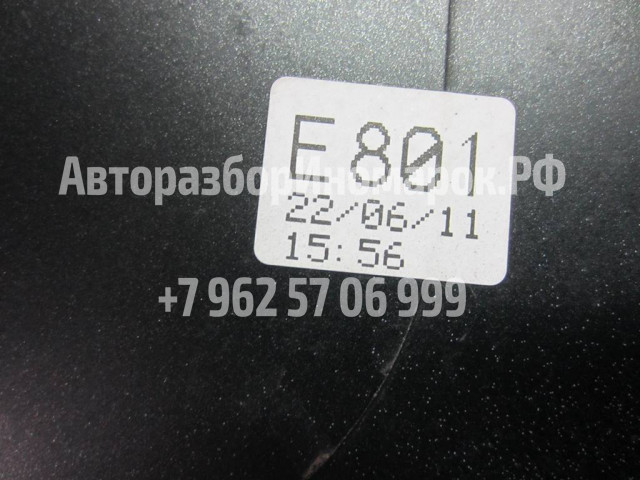 E801
АвторазборИномарок.РФ
22/06/11
15:56
+7 962 57 06 999